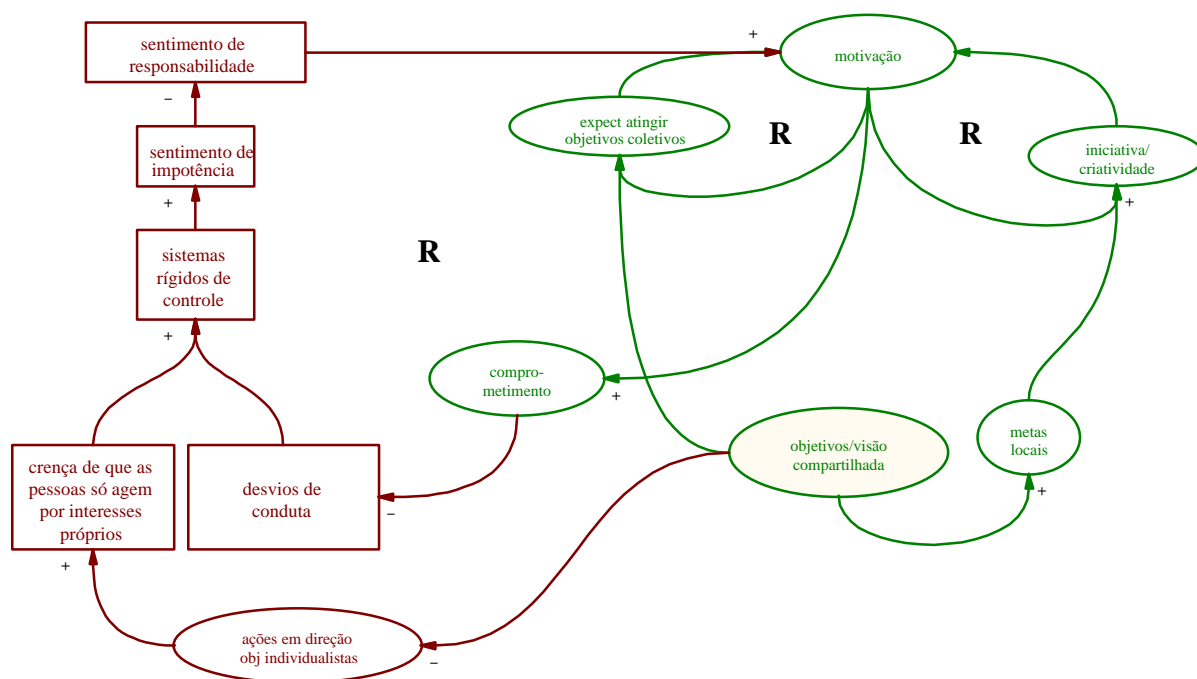 sentimento de
responsabilidade
+
motivação
−
expect atingir
objetivos coletivos
R
R
sentimento de
impotência
iniciativa/
criatividade
+
+
sistemas
rígidos de
controle
R
+
compro-
metimento
+
crença de que as
pessoas só agem
por interesses
próprios
desvios de
conduta
−
objetivos/visão
compartilhada
metas
locais
+
+
ações em direção
obj individualistas
−